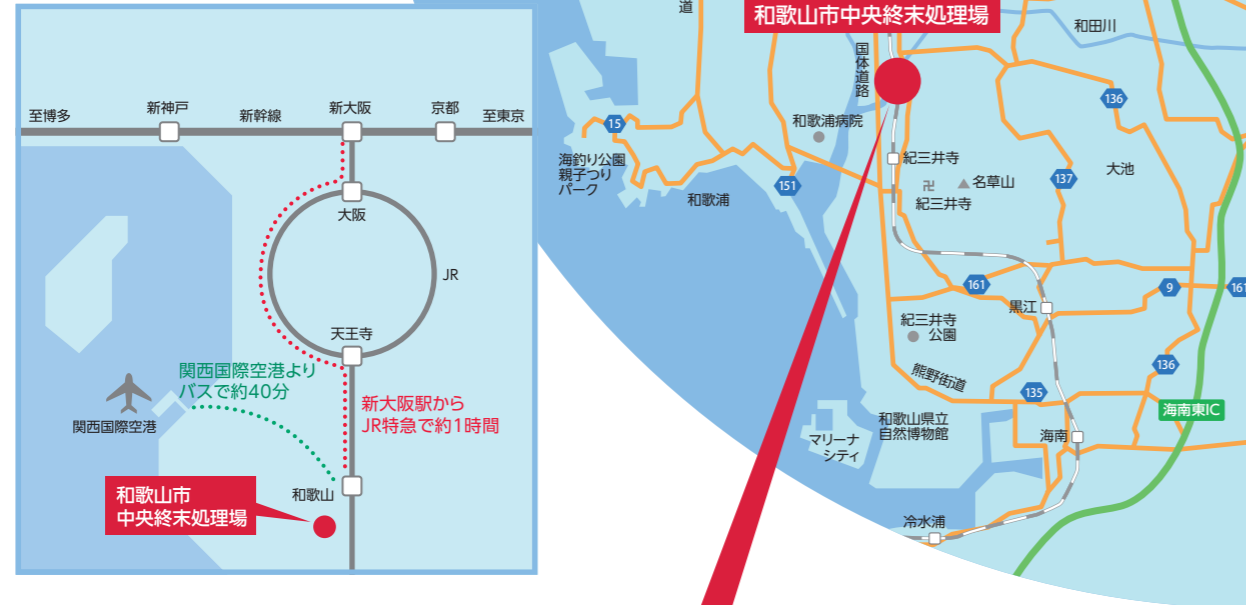 至博多
新神戸
新幹線
新大阪
京都
至東京
大阪
JR
天王寺
関西国際空港より
バスで約40分
新大阪駅から
JR特急で約1時間
関西国際空港
和歌山
和歌山市
中央終末処理場
道
和歌山市中央終末処理場
和田川
国体道路
136
15
和歌浦病院
海釣り公園
親子つり
パーク
紀三井寺
大池
137
名草山
卍
紀三井寺
151
和歌浦
161
9
161
黒江
紀三井寺
公園
熊野街道
136
135
海南東IC
和歌山県立
自然博物館
マリーナ
シティ
海南
冷水浦